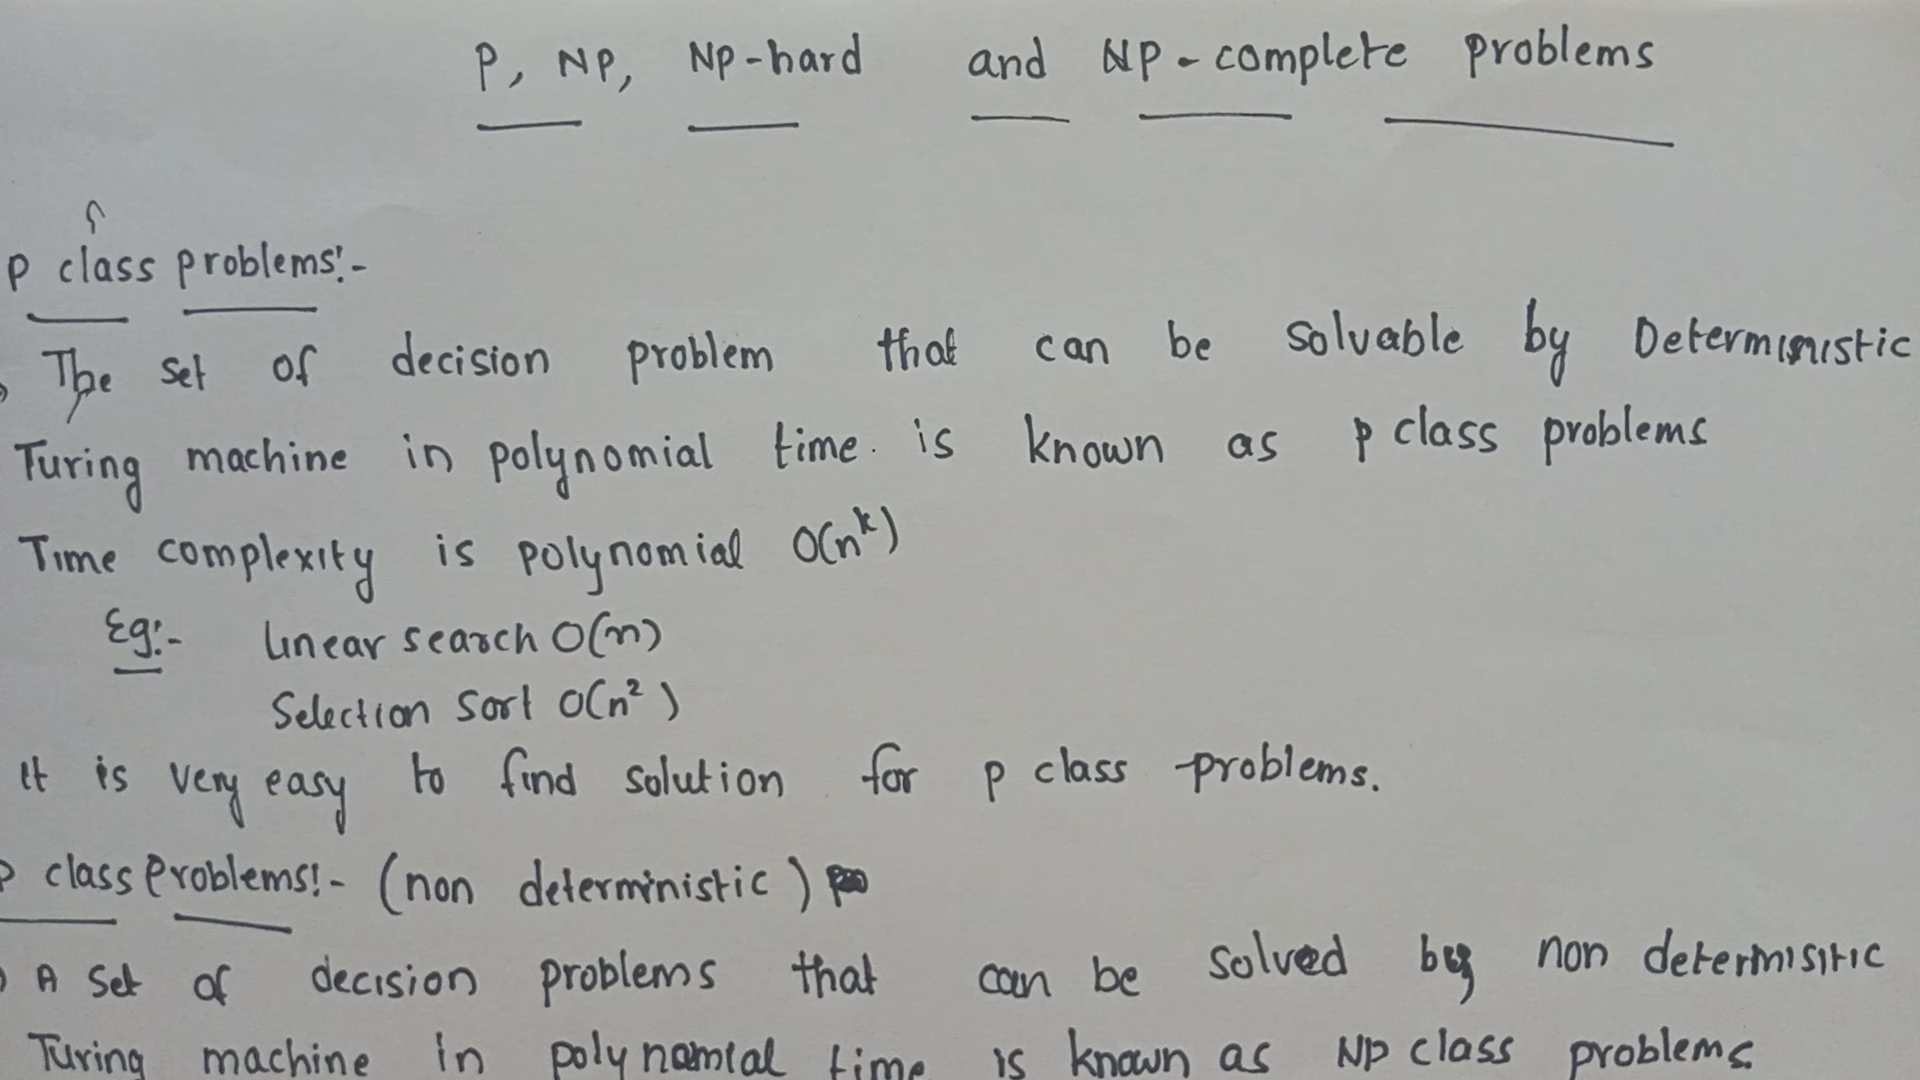 P, NP, NP-hard and NP-complete problems
P class problems:-
The set of decision problem that can be solvable by Deterministic
Turing machine in polynomial time. is known as p class problems
Time complexity is polynomial O(n^k)
Eg:- linear search O(n)
Selection sort O(n²)
It is very easy to find solution for p class problems.
P class Problems:- (non deterministic)
A set of decision problems that can be solved by non determisitic
Turing machine in polynamial time is known as NP class problems.